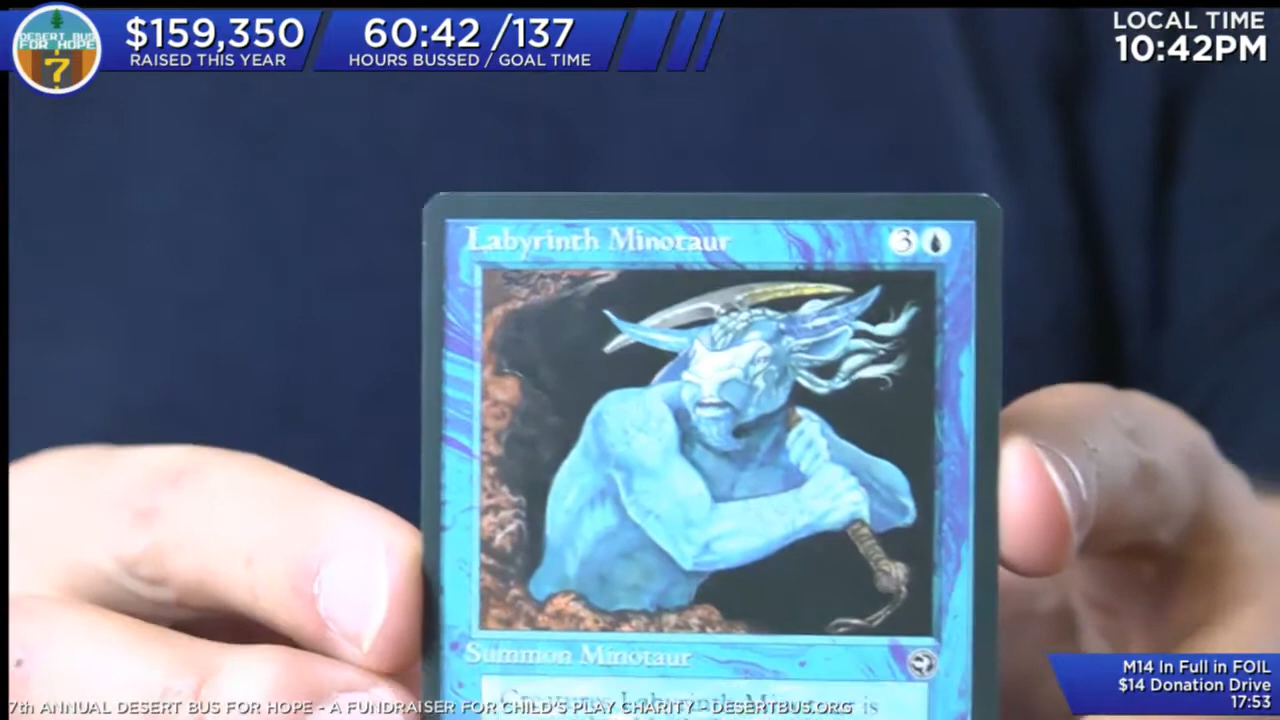 DESERT BUS
FOR HOPE
7
$159,350
RAISED THIS YEAR
60:42 /137
HOURS BUSSED / GOAL TIME
LOCAL TIME
10:42PM
Labyrinth Minotaur
3
Summon Minotaur
M14 In Full in FOIL
$14 Donation Drive
17:53
7th ANNUAL DESERT BUS FOR HOPE - A FUNDRAISER FOR CHILD'S PLAY CHARITY - DESERTBUS.ORG